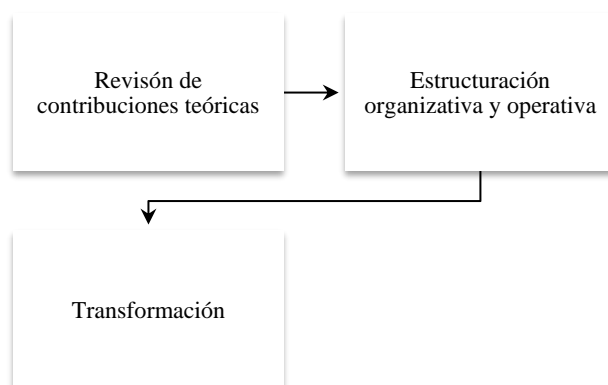 Revisón de
contribuciones teóricas
Estructuración
organizativa y operativa
Transformación